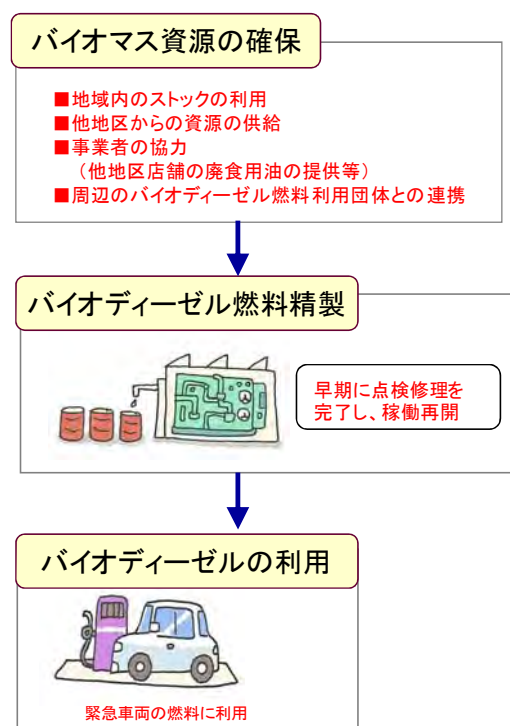 バイオマス資源の確保
■地域内のストックの利用
■他地区からの資源の供給
■事業者の協力
（他地区店舗の廃食用油の提供等）
■周辺のバイオディーゼル燃料利用団体との連携
バイオディーゼル燃料精製
早期に点検修理を
完了し、稼働再開
バイオディーゼルの利用
緊急車両の燃料に利用